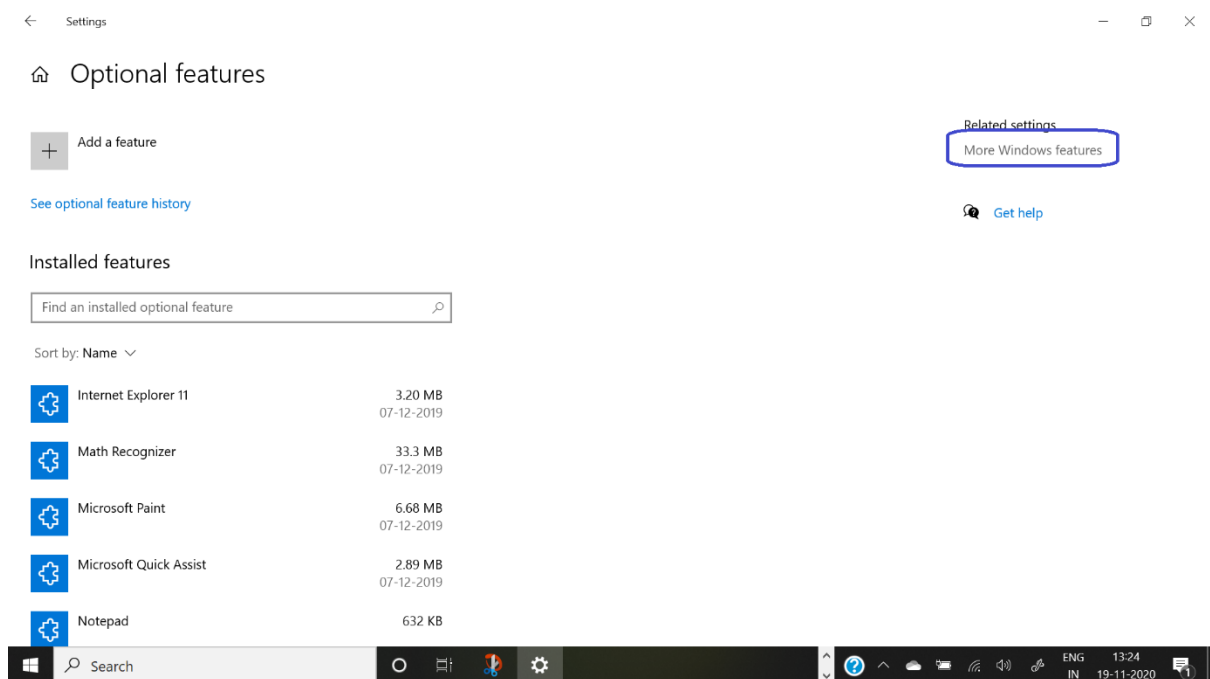 Settings
Optional features
Add a feature
See optional feature history
Installed features
Find an installed optional feature
Sort by: Name
Internet Explorer 11 3.20 MB
07-12-2019
Math Recognizer 33.3 MB
07-12-2019
Microsoft Paint 6.68 MB
07-12-2019
Microsoft Quick Assist 2.89 MB
07-12-2019
Notepad 632 KB
Related settings
More Windows features
Get help
Search
ENG
IN
13:24
19-11-2020
1